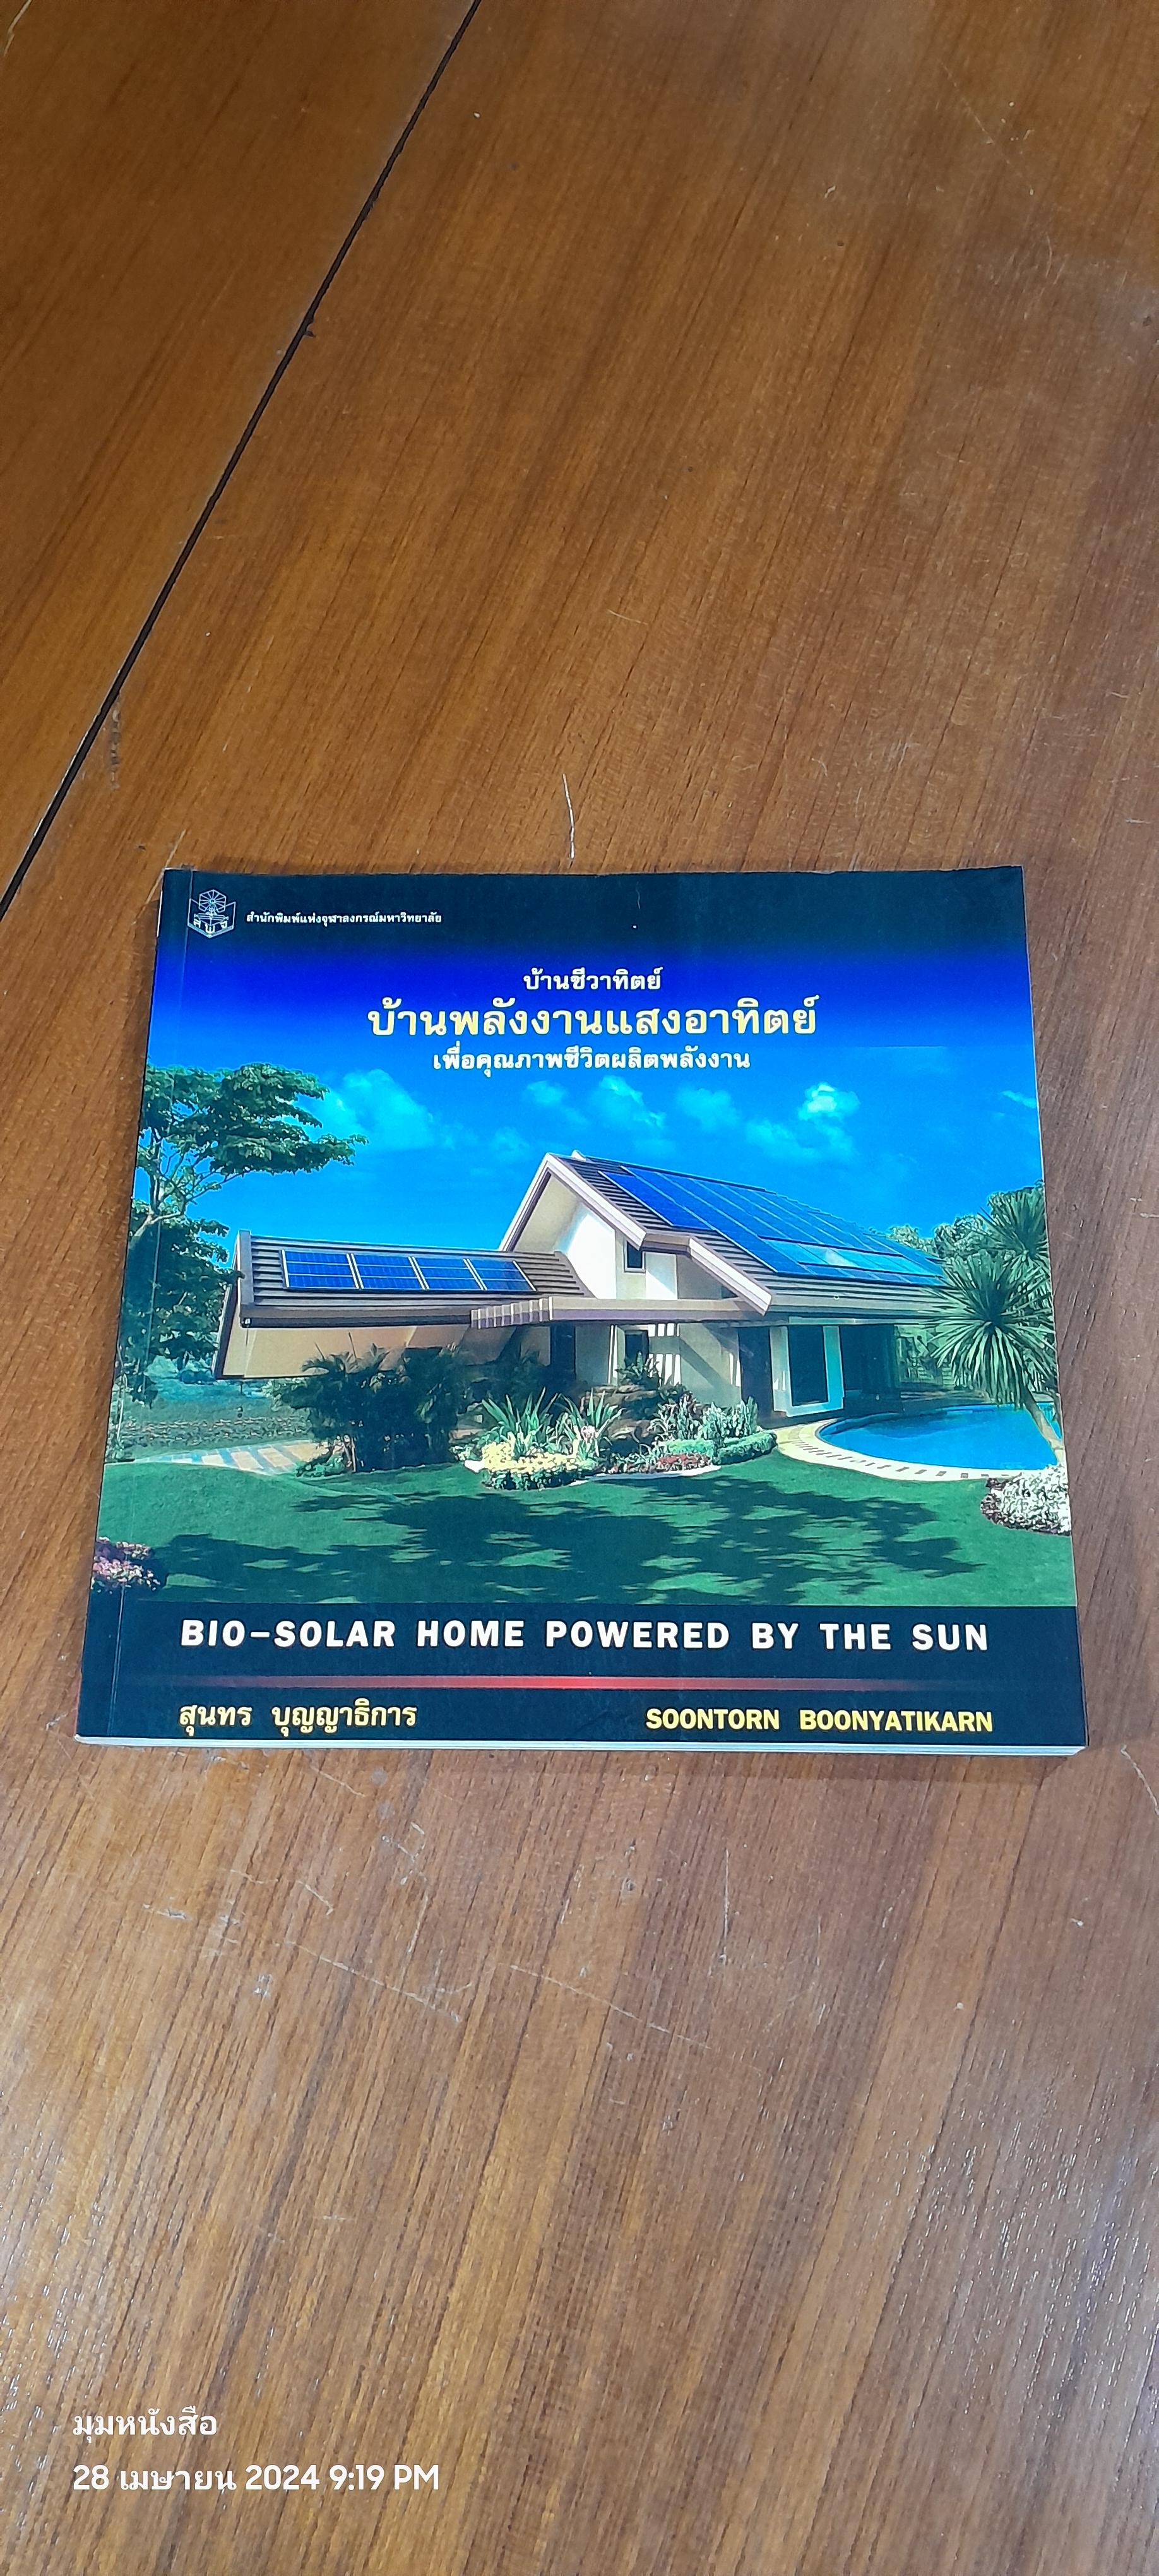 สพจ
สำนักพิมพ์แห่งจุฬาลงกรณ์มหาวิทยาลัย
บ้านชีวาทิตย์
บ้านพลังงานแสงอาทิตย์
เพื่อคุณภาพชีวิตผลิตพลังงาน
BIO-SOLAR HOME POWERED BY THE SUN
สุนทร บุญญาธิการ SOONTORN BOONYATIKARN
มุมหนังสือ
28 เมษายน 2024 9:19 PM